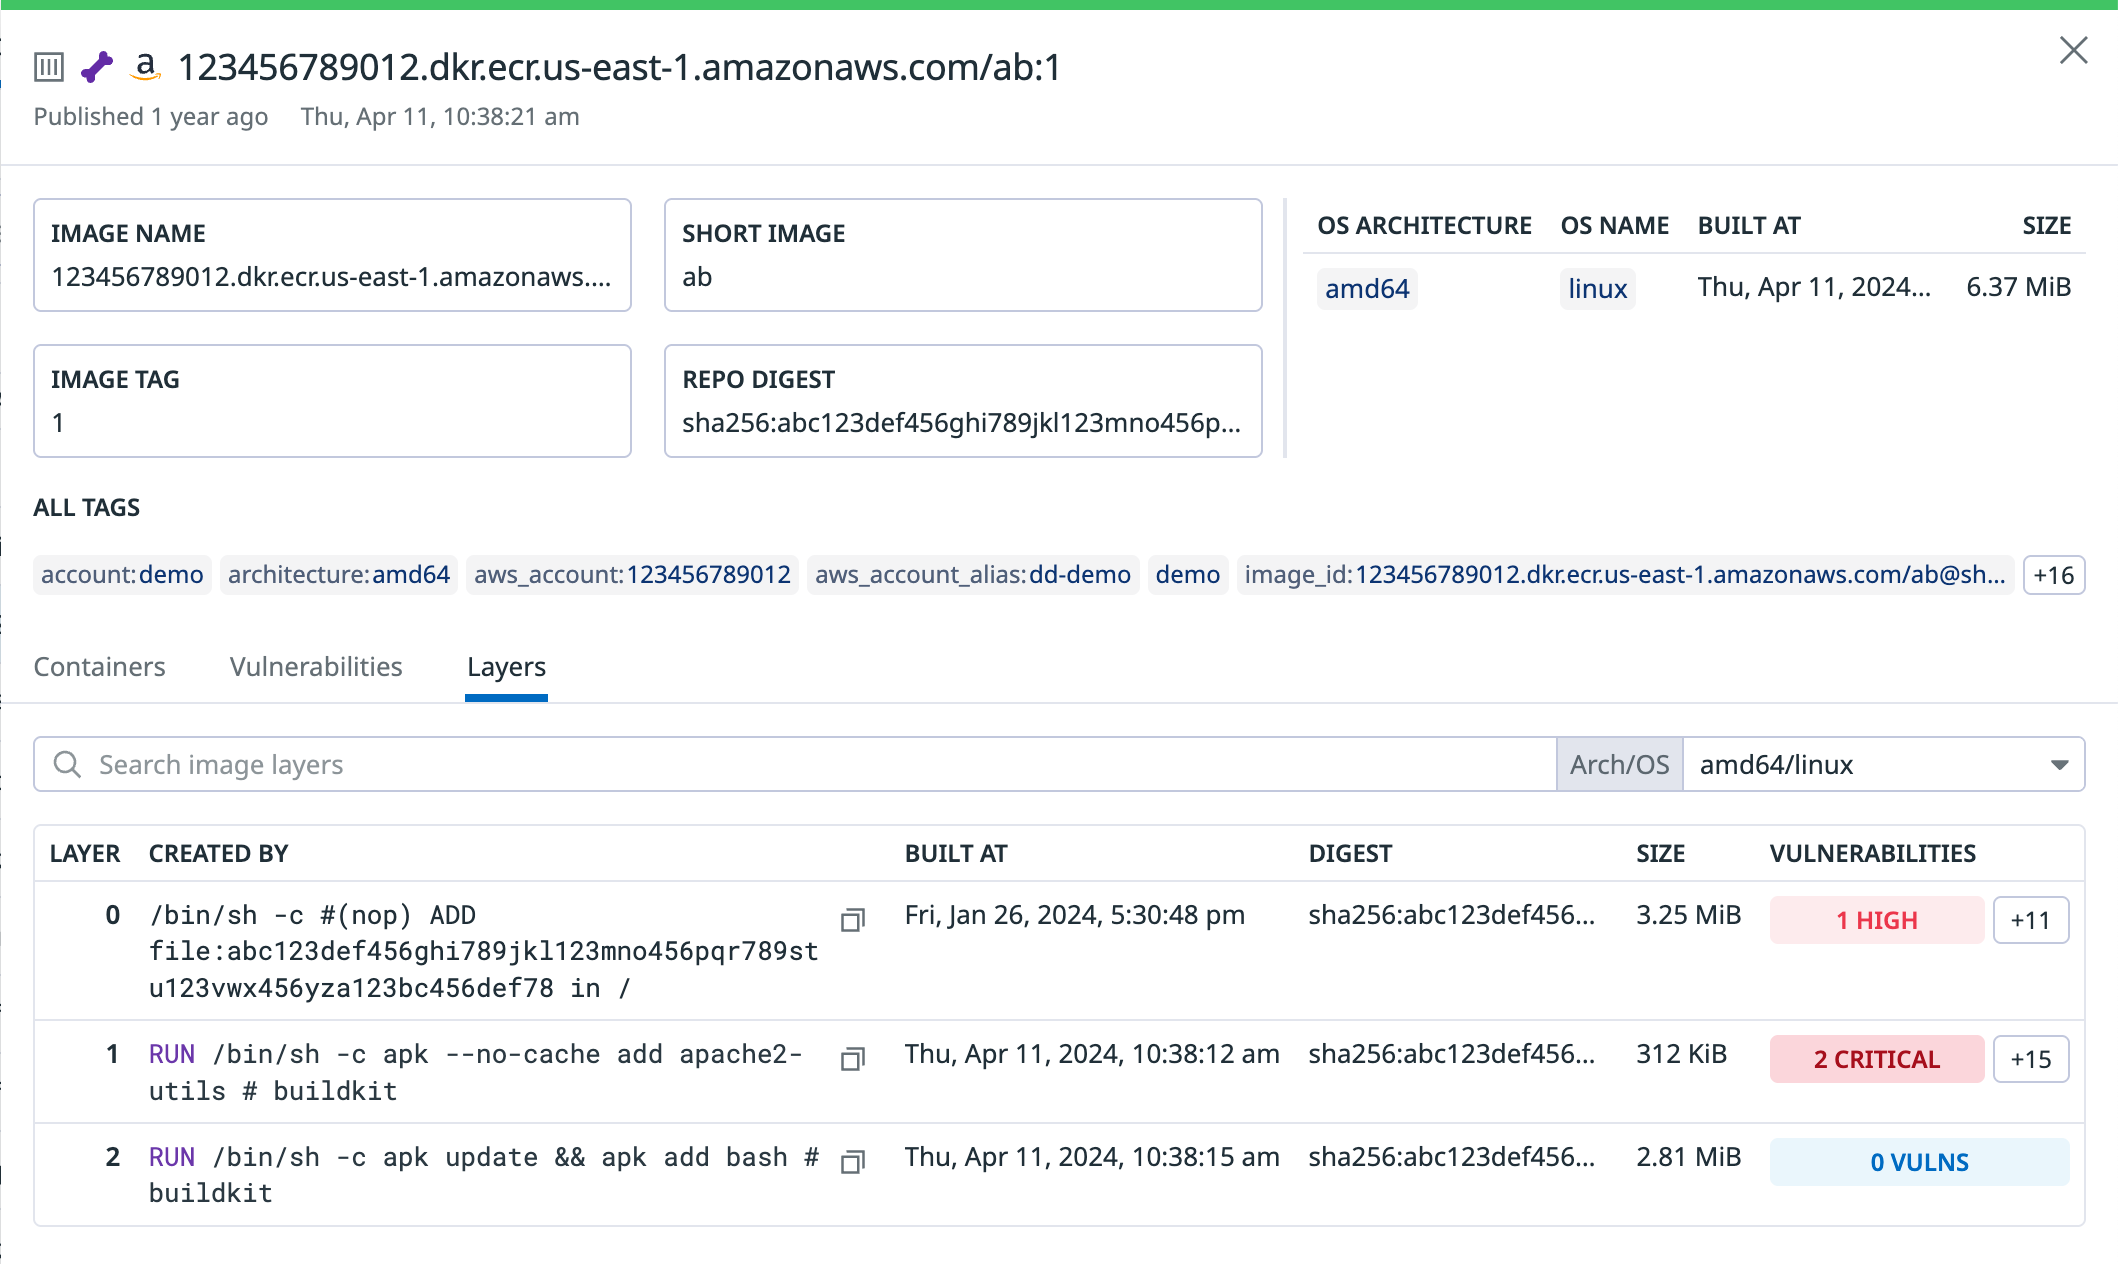 123456789012.dkr.ecr.us-east-1.amazonaws.com/ab:1
Published 1 year ago Thu, Apr 11, 10:38:21 am
IMAGE NAME
123456789012.dkr.ecr.us-east-1.amazonaws....
SHORT IMAGE
ab
IMAGE TAG
1
REPO DIGEST
sha256:abc123def456ghi789jkl123mno456p...
OS ARCHITECTURE OS NAME BUILT AT SIZE
amd64 linux Thu, Apr 11, 2024... 6.37 MiB
ALL TAGS
account:demo architecture:amd64 aws_account:123456789012 aws_account_alias:dd-demo demo image_id:123456789012.dkr.ecr.us-east-1.amazonaws.com/ab@sh... +16
Containers Vulnerabilities Layers
Search image layers Arch/OS amd64/linux
LAYER CREATED BY BUILT AT DIGEST SIZE VULNERABILITIES
0 /bin/sh -c #(nop) ADD Fri, Jan 26, 2024, 5:30:48 pm sha256:abc123def456... 3.25 MiB 1 HIGH +11
file:abc123def456ghi789jkl123mno456pqr789st
u123vwx456yza123bc456def78 in /
1 RUN /bin/sh -c apk --no-cache add apache2- Thu, Apr 11, 2024, 10:38:12 am sha256:abc123def456... 312 KiB 2 CRITICAL +15
utils # buildkit
2 RUN /bin/sh -c apk update && apk add bash # Thu, Apr 11, 2024, 10:38:15 am sha256:abc123def456... 2.81 MiB 0 VULNS
buildkit